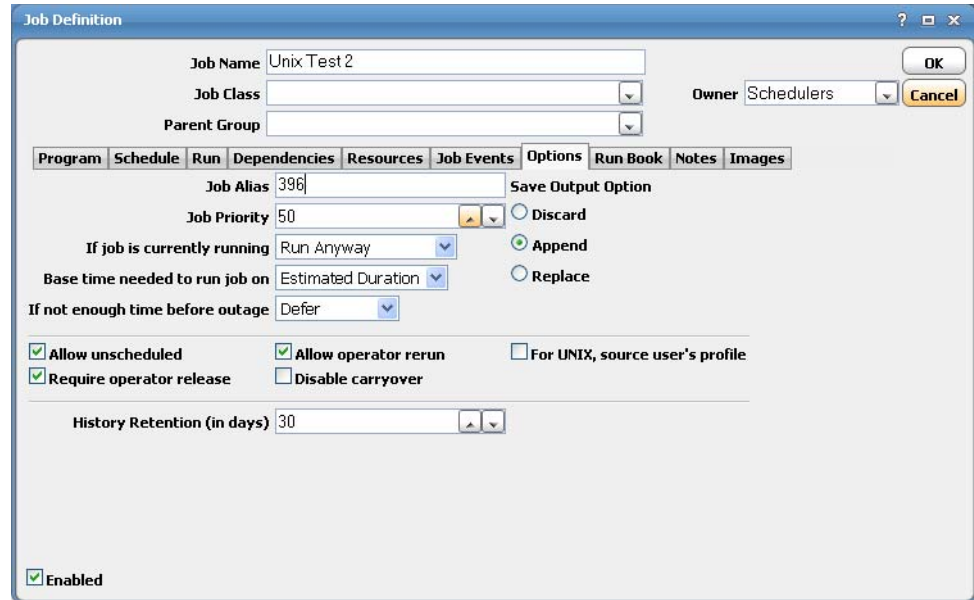 Job Definition ?
Job Name Unix Test 2 OK
Job Class Owner Schedulers Cancel
Parent Group
Program Schedule Run Dependencies Resources Job Events Options Run Book Notes Images
Job Alias 396 Save Output Option
Job Priority 50 Discard
If job is currently running Run Anyway Append
Base time needed to run job on Estimated Duration Replace
If not enough time before outage Defer
Allow unscheduled Allow operator rerun For UNIX, source user's profile
Require operator release Disable carryover
History Retention (in days) 30
Enabled